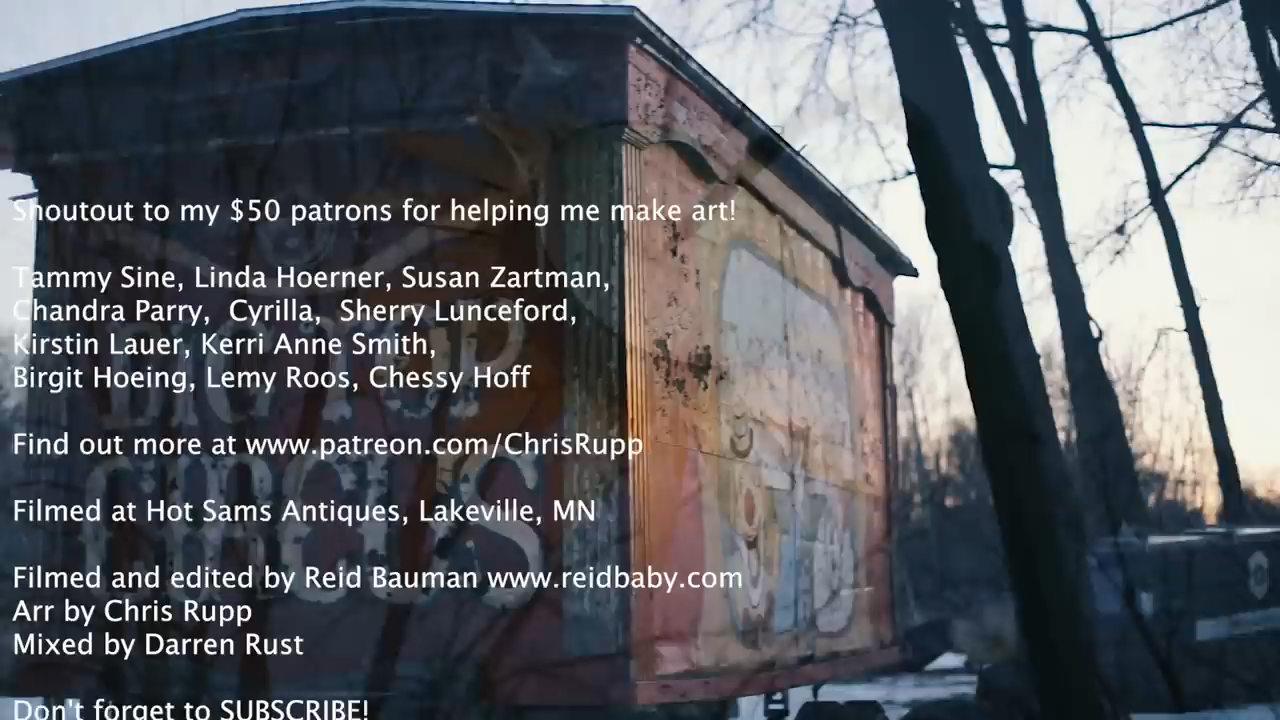 Shoutout to my $50 patrons for helping me make art!
Tammy Sine, Linda Hoerner, Susan Zartman,
Chandra Parry,  Cyrilla,  Sherry Lunceford,
Kirstin Lauer, Kerri Anne Smith,
Birgit Hoeing, Lemy Roos, Chessy Hoff
Find out more at www.patreon.com/ChrisRupp
Filmed at Hot Sams Antiques, Lakeville, MN
Filmed and edited by Reid Bauman www.reidbaby.com
Arr by Chris Rupp
Mixed by Darren Rust
Don't forget to SUBSCRIBE!
BIG TOP
CIRCUS